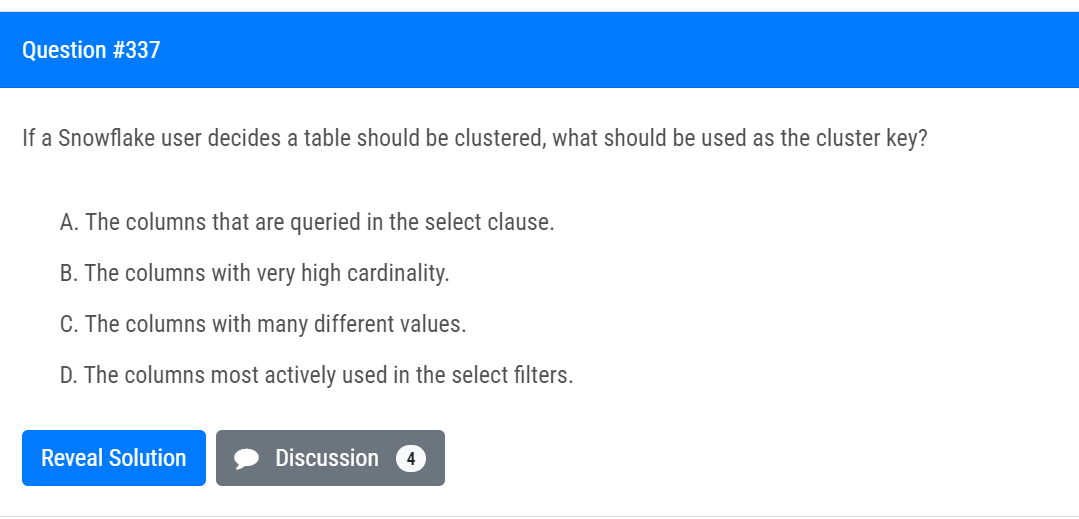 Question #337
If a Snowflake user decides a table should be clustered, what should be used as the cluster key?
A. The columns that are queried in the select clause.
B. The columns with very high cardinality.
C. The columns with many different values.
D. The columns most actively used in the select filters.
Reveal Solution Discussion 4